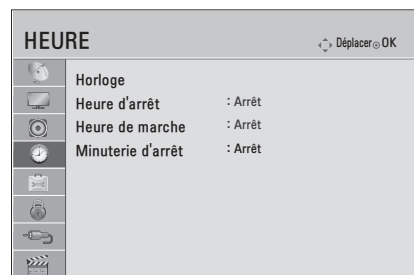 HEURE
Déplacer OK
Horloge
Heure d'arrêt : Arrêt
Heure de marche : Arrêt
Minuterie d'arrêt : Arrêt